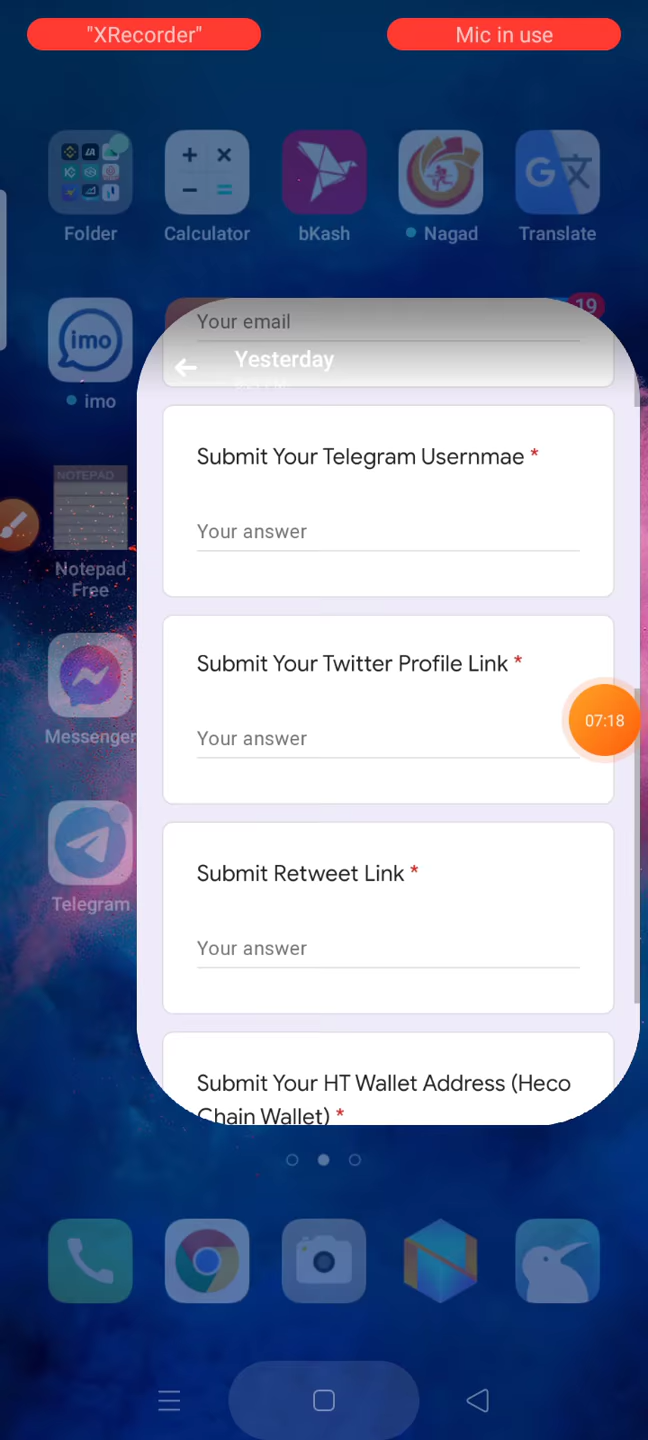 "XRecorder"
Mic in use
Folder
Calculator
bKash
Nagad
Translate
imo
imo
19
Your email
Yesterday
Submit Your Telegram Usernmae *
Your answer
NOTEPAD
Notepad
Free
Submit Your Twitter Profile Link *
Your answer
07:18
Messenger
Submit Retweet Link *
Your answer
Telegram
Submit Your HT Wallet Address (Heco
Chain Wallet) *